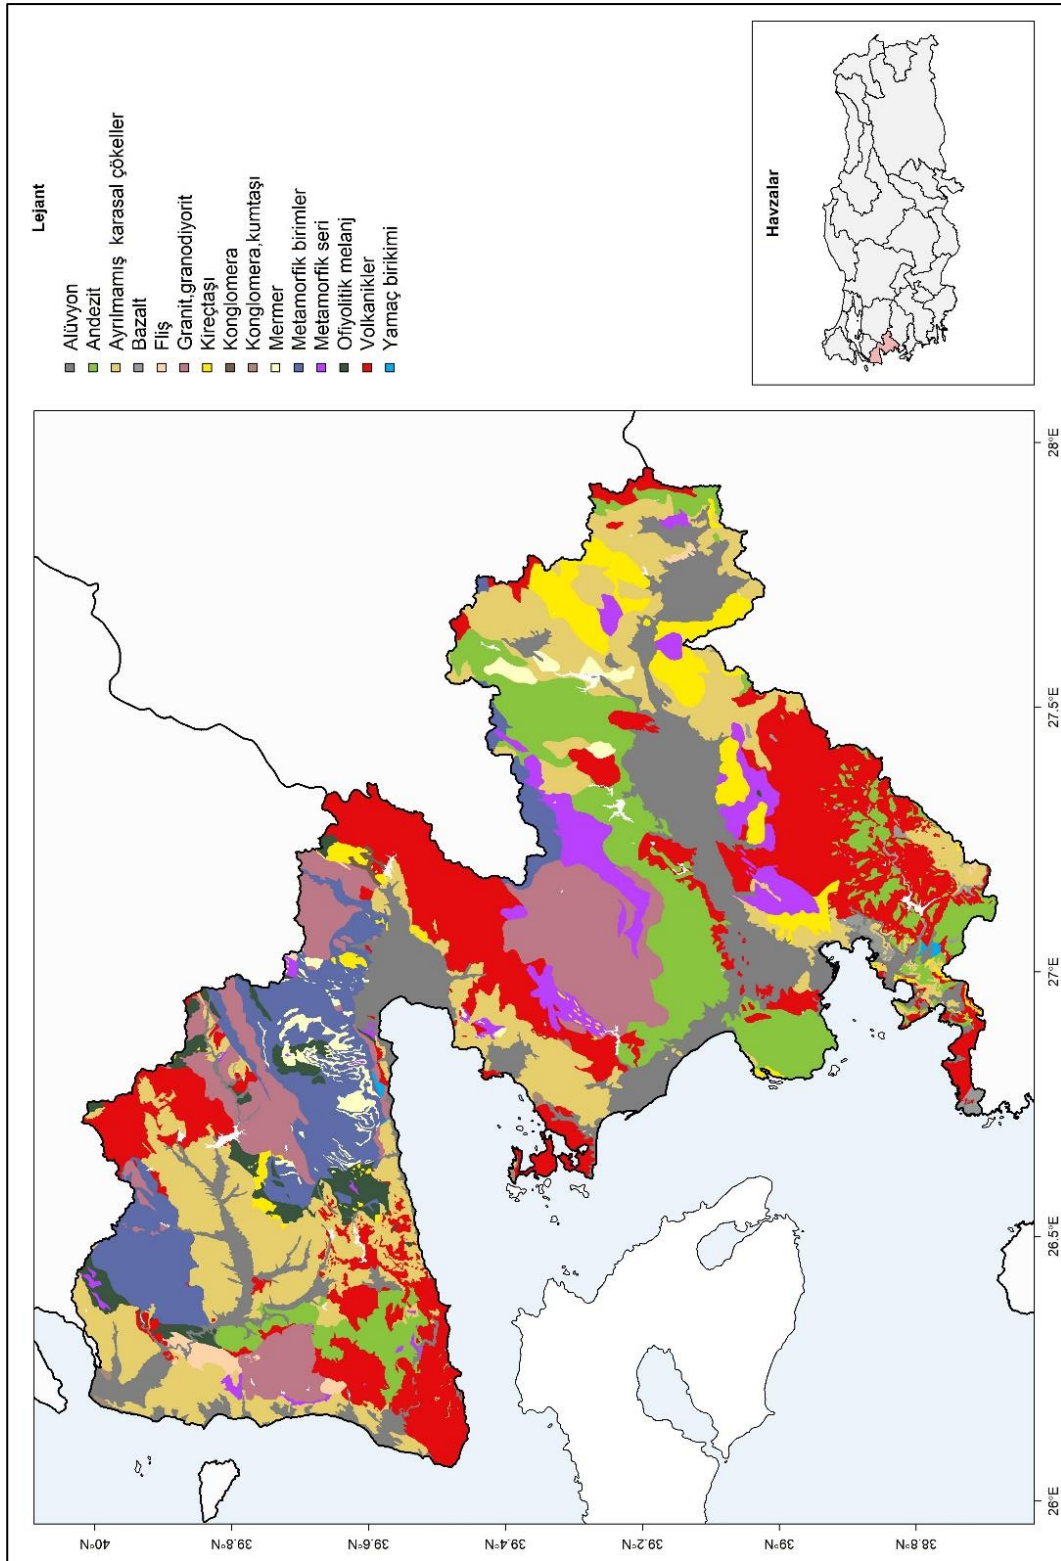 Lejant
Alüvyon
Andezit
Ayrılmamış karasal çökeller
Bazalt
Fliş
Granit,granodiyorit
Kireçtaşı
Konglomera
Konglomera,kumtaşı
Mermer
Metamorfik birimler
Metamorfik seri
Ofiyolitik melanj
Volkanikler
Yamaç birikimi
Havzalar
40°N
39.8°N
39.6°N
39.4°N
39.2°N
39°N
38.8°N
26°E
26.5°E
27°E
27.5°E
28°E